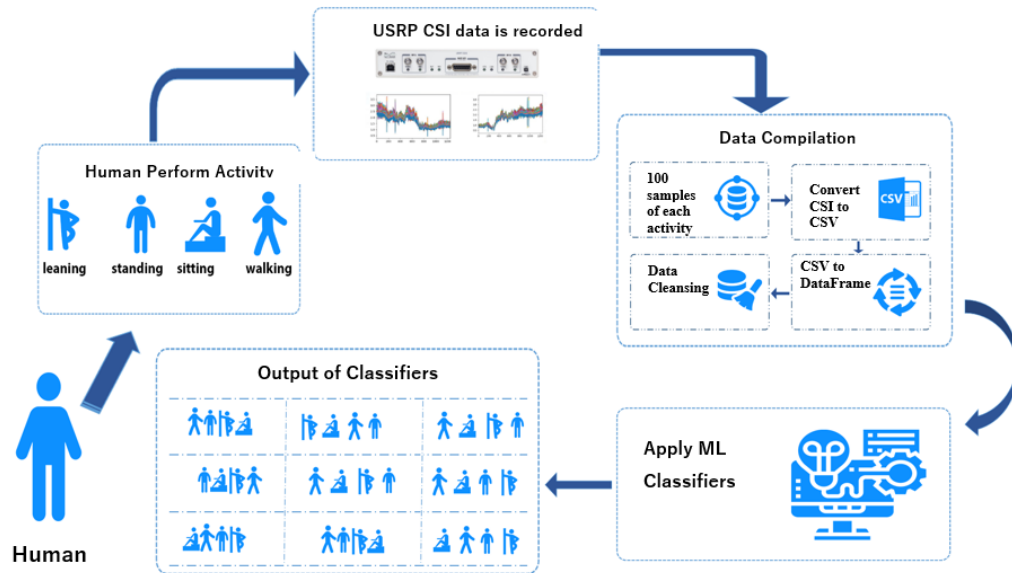 USRP CSI data is recorded
Human Perform Activity
leaning
standing
sitting
walking
Data Compilation
100
samples
of each
activity
Convert
CSI to
CSV
CSV
Data
Cleansing
CSV to
DataFrame
Output of Classifiers
Apply ML
Classifiers
Human